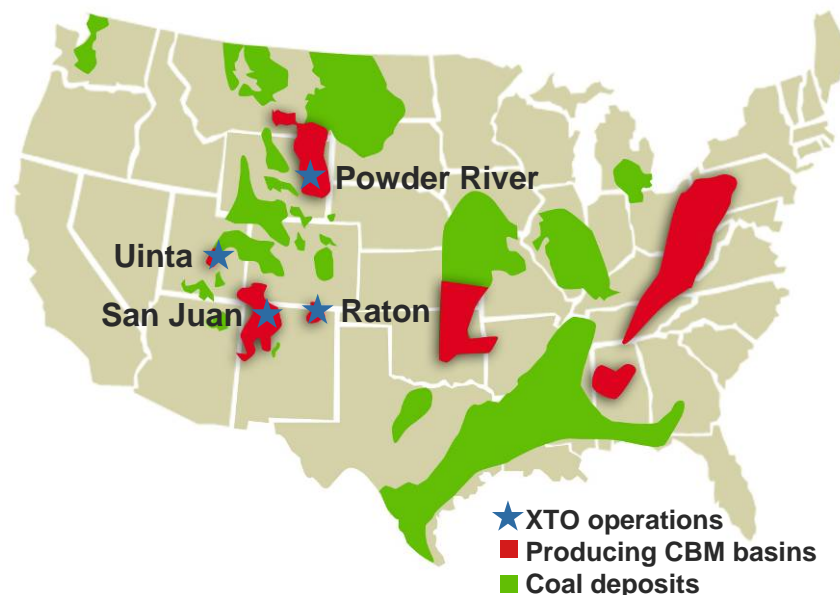 Powder River
Uinta
San Juan
Raton
XTO operations
Producing CBM basins
Coal deposits